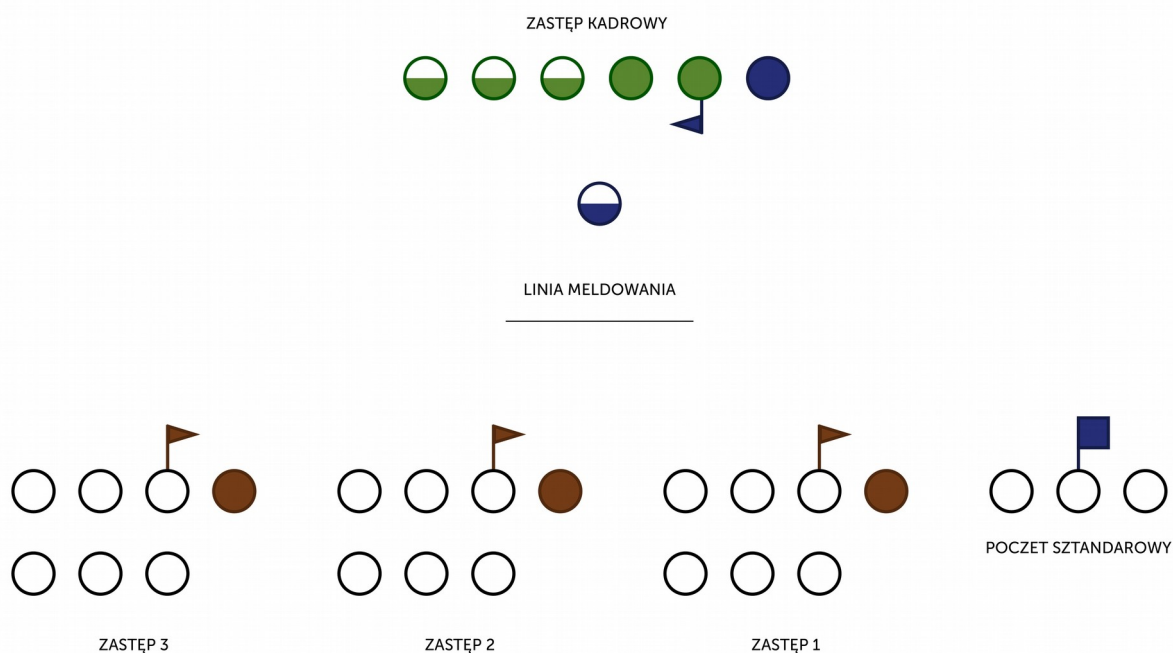 ZASTĘP KADROWY
LINIA MELDOWANIA
POCZET SZTANDAROWY
ZASTĘP 3
ZASTĘP 2
ZASTĘP 1